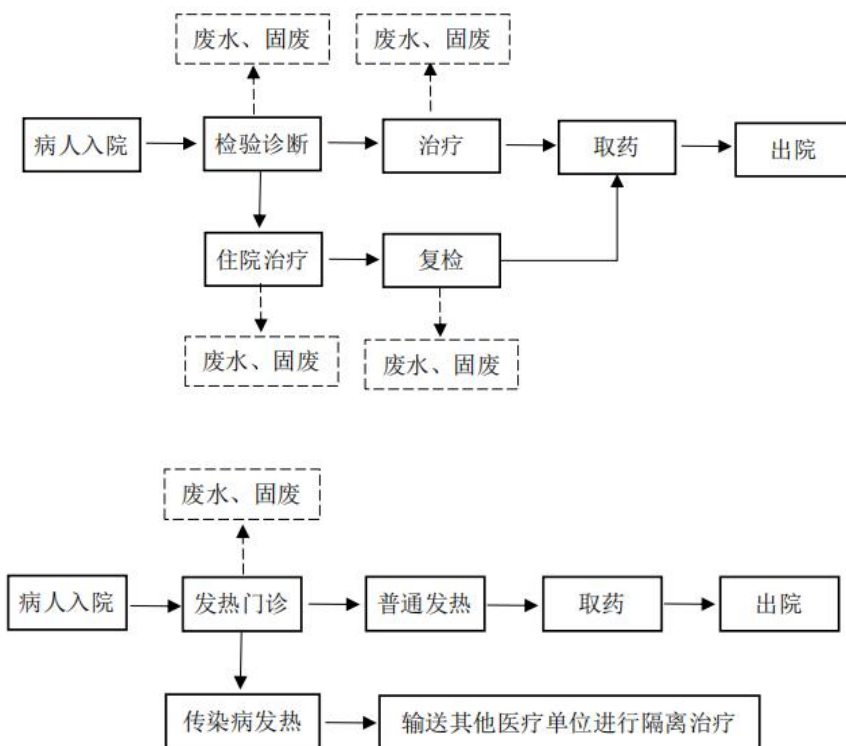 废水、固废
废水、固废
病人入院
检验诊断
治疗
取药
出院
住院治疗
复检
废水、固废
废水、固废
废水、固废
病人入院
发热门诊
普通发热
取药
出院
传染病发热
输送其他医疗单位进行隔离治疗